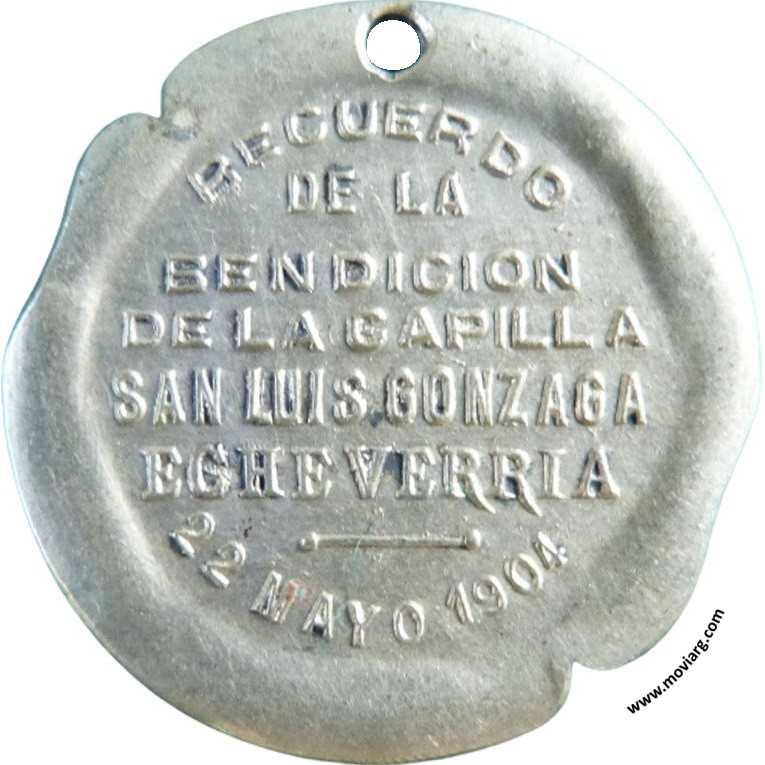 RECUERDO
DE LA
BENDICION
DE LA CAPILLA
SAN LUIS GONZAGA
ECHEVERRIA
22 MAYO 1904
www.moviarg.com